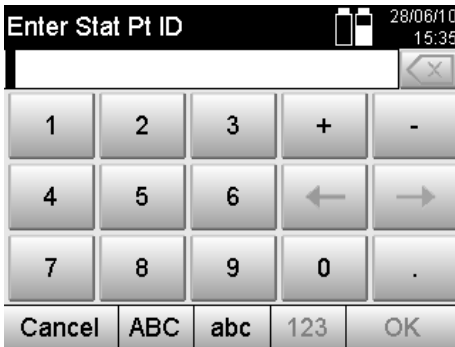 Enter Stat Pt ID
28/06/10
15:35
1 2 3 + -
4 5 6 ← →
7 8 9 0 .
Cancel ABC abc 123 OK